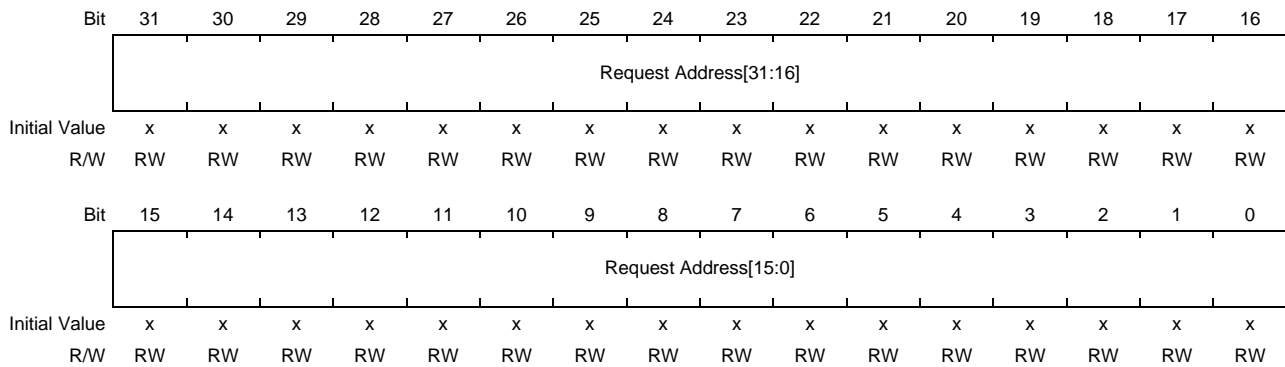 Bit 31 30 29 28 27 26 25 24 23 22 21 20 19 18 17 16
Request Address[31:16]
Initial Value x x x x x x x x x x x x x x x x
R/W RW RW RW RW RW RW RW RW RW RW RW RW RW RW RW RW
Bit 15 14 13 12 11 10 9 8 7 6 5 4 3 2 1 0
Request Address[15:0]
Initial Value x x x x x x x x x x x x x x x x
R/W RW RW RW RW RW RW RW RW RW RW RW RW RW RW RW RW